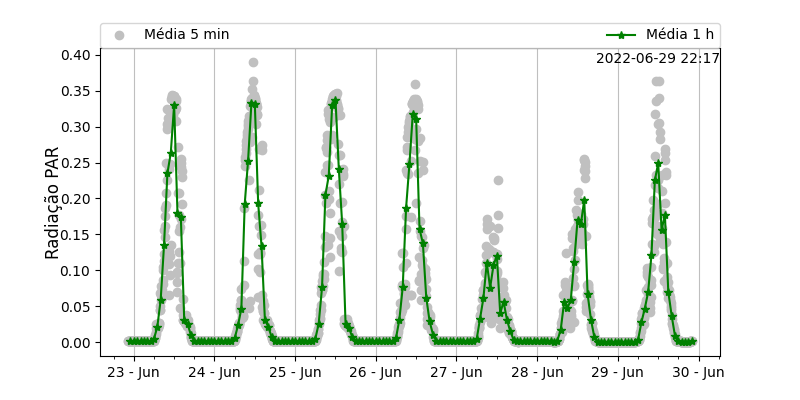 Média 5 min
Média 1 h
2022-06-29 22:17
Radiação PAR
0.40
0.35
0.30
0.25
0.20
0.15
0.10
0.05
0.00
23 - Jun
24 - Jun
25 - Jun
26 - Jun
27 - Jun
28 - Jun
29 - Jun
30 - Jun